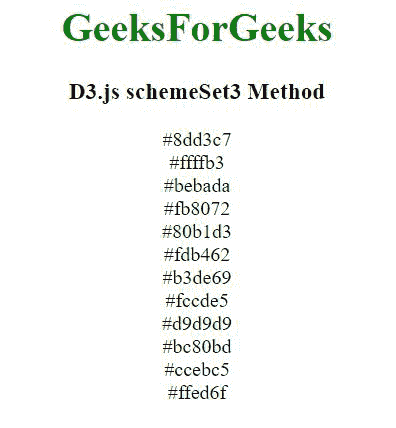 GeeksForGeeks
D3.js schemeSet3 Method
#8dd3c7
#ffffb3
#bebada
#fb8072
#80b1d3
#fdb462
#b3de69
#fccde5
#d9d9d9
#bc80bd
#ccebc5
#ffed6f